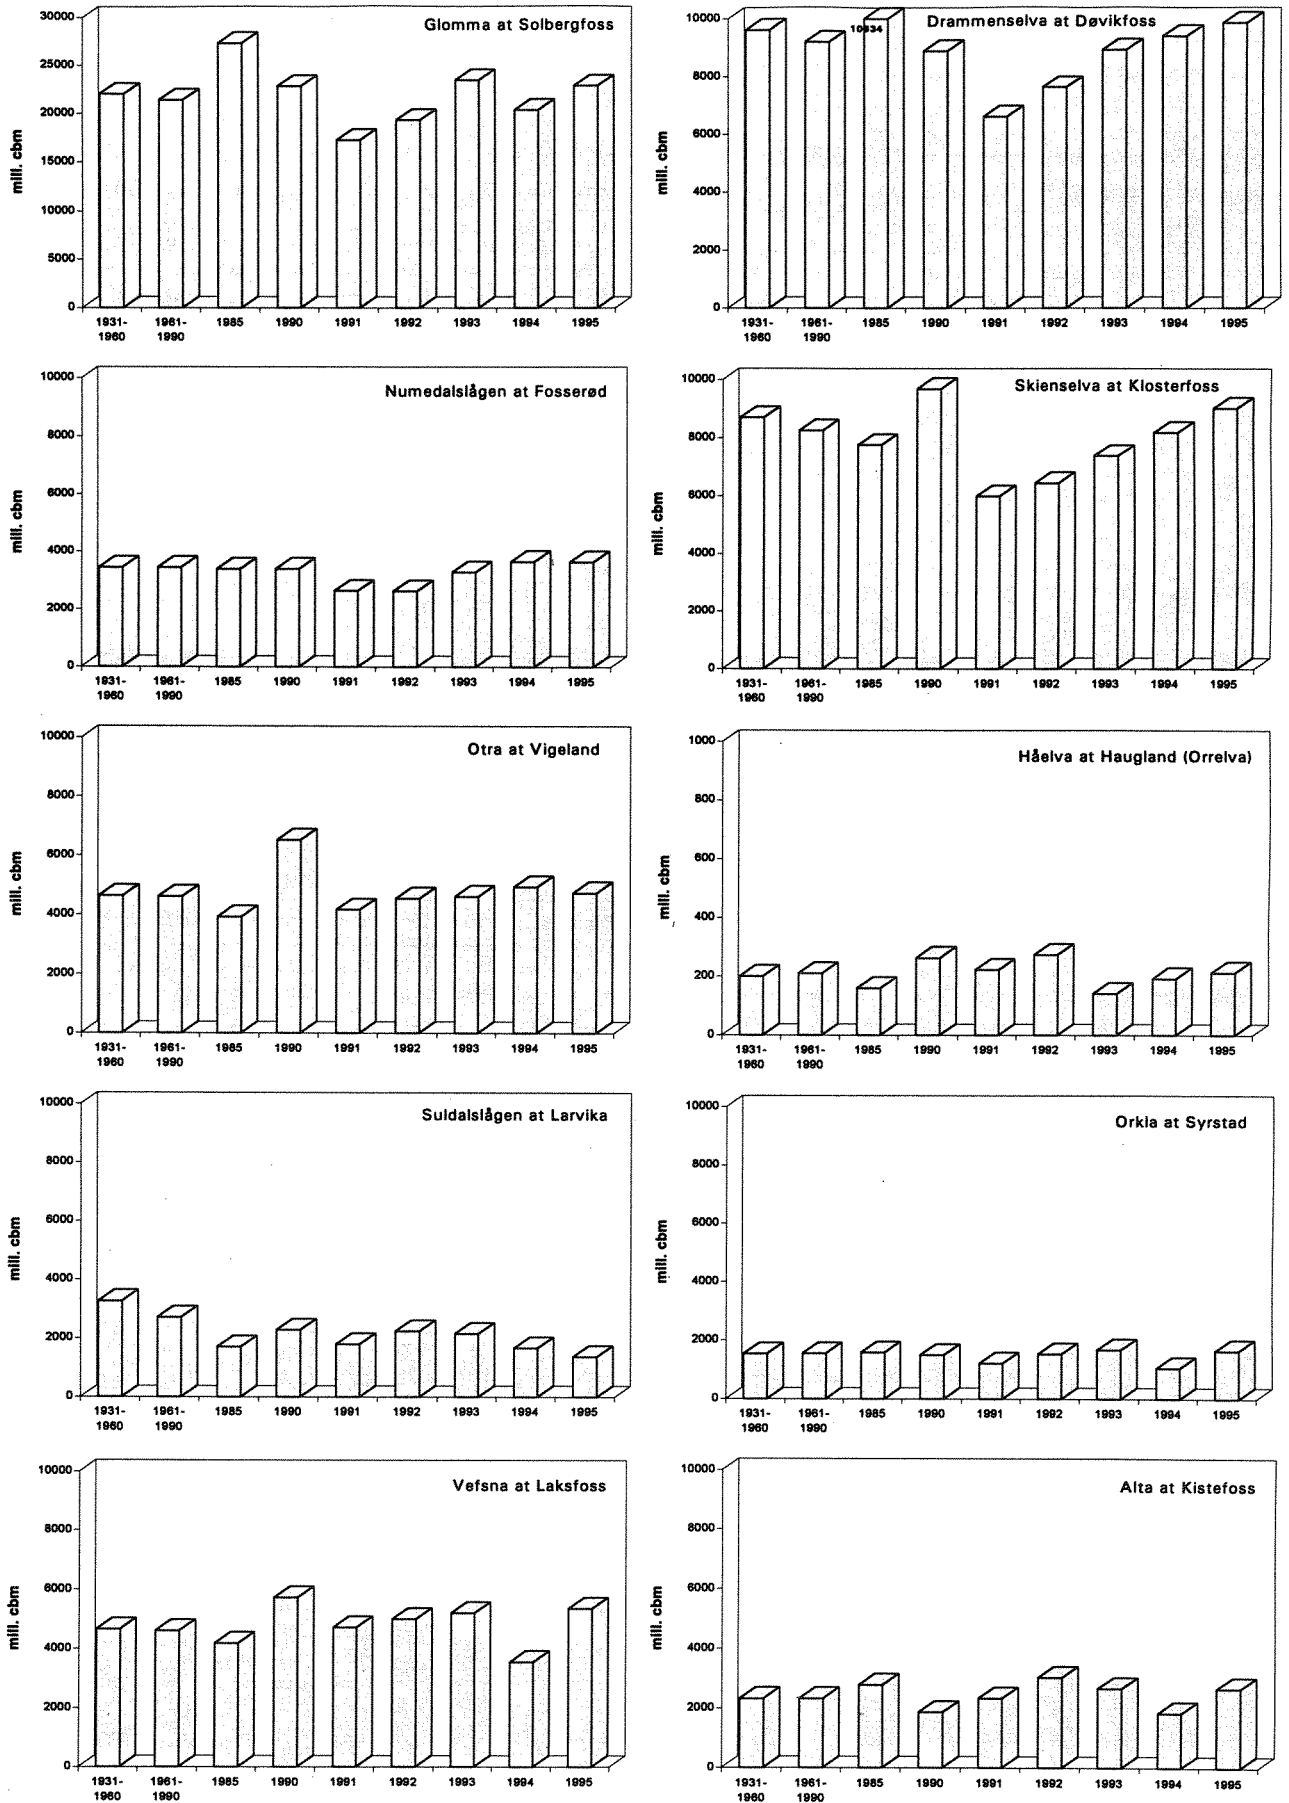 Glomma at Solbergfoss
mill. cbm
30000
25000
20000
15000
10000
5000
0
1931-1960 1961-1990 1985 1990 1991 1992 1993 1994 1995
Drammenselva at Døvikfoss
mill. cbm
10000
8000
6000
4000
2000
0
10934
1931-1960 1961-1990 1985 1990 1991 1992 1993 1994 1995
Numedalslågen at Fosserød
mill. cbm
10000
8000
6000
4000
2000
0
1931-1960 1961-1990 1985 1990 1991 1992 1993 1994 1995
Skienselva at Klosterfoss
mill. cbm
10000
8000
6000
4000
2000
0
1931-1960 1961-1990 1985 1990 1991 1992 1993 1994 1995
Otra at Vigeland
mill. cbm
10000
8000
6000
4000
2000
0
1931-1960 1961-1990 1985 1990 1991 1992 1993 1994 1995
Håelva at Haugland (Orrelva)
mill. cbm
1000
800
600
400
200
0
1931-1960 1961-1990 1985 1990 1991 1992 1993 1994 1995
Suldalslågen at Larvika
mill. cbm
10000
8000
6000
4000
2000
0
1931-1960 1961-1990 1985 1990 1991 1992 1993 1994 1995
Orkla at Syrstad
mill. cbm
10000
8000
6000
4000
2000
0
1931-1960 1961-1990 1985 1990 1991 1992 1993 1994 1995
Vefsna at Laksfoss
mill. cbm
10000
8000
6000
4000
2000
0
1931-1960 1961-1990 1985 1990 1991 1992 1993 1994 1995
Alta at Kistefoss
mill. cbm
10000
8000
6000
4000
2000
0
1931-1960 1961-1990 1985 1990 1991 1992 1993 1994 1995